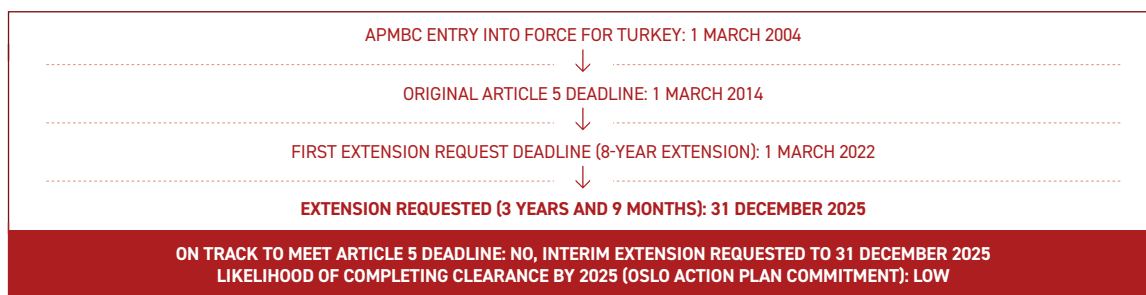 APMBC ENTRY INTO FORCE FOR TURKEY: 1 MARCH 2004
ORIGINAL ARTICLE 5 DEADLINE: 1 MARCH 2014
FIRST EXTENSION REQUEST DEADLINE (8-YEAR EXTENSION): 1 MARCH 2022
EXTENSION REQUESTED (3 YEARS AND 9 MONTHS): 31 DECEMBER 2025
ON TRACK TO MEET ARTICLE 5 DEADLINE: NO, INTERIM EXTENSION REQUESTED TO 31 DECEMBER 2025
LIKELIHOOD OF COMPLETING CLEARANCE BY 2025 (OSLO ACTION PLAN COMMITMENT): LOW